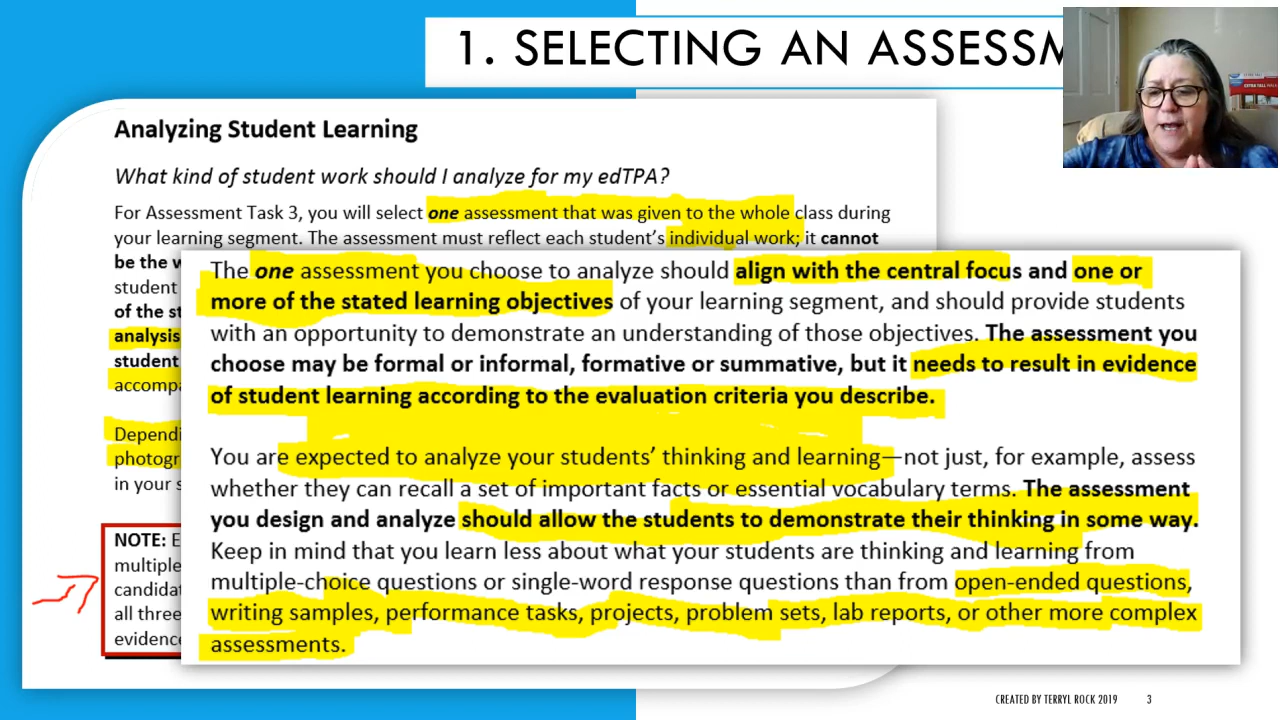 1. SELECTING AN ASSESSM
Analyzing Student Learning
What kind of student work should I analyze for my edTPA?
For Assessment Task 3, you will select one assessment that was given to the whole class during
your learning segment. The assessment must reflect each student's individual work; it cannot
be the w
student
of the st
analysis
student
accompa
Dependi
photogr
in your s
NOTE: E
multiple
candidat
all three
evidence
The one assessment you choose to analyze should align with the central focus and one or
more of the stated learning objectives of your learning segment, and should provide students
with an opportunity to demonstrate an understanding of those objectives. The assessment you
choose may be formal or informal, formative or summative, but it needs to result in evidence
of student learning according to the evaluation criteria you describe.
You are expected to analyze your students' thinking and learning—not just, for example, assess
whether they can recall a set of important facts or essential vocabulary terms. The assessment
you design and analyze should allow the students to demonstrate their thinking in some way.
Keep in mind that you learn less about what your students are thinking and learning from
multiple-choice questions or single-word response questions than from open-ended questions,
writing samples, performance tasks, projects, problem sets, lab reports, or other more complex
assessments.
CREATED BY TERRYL ROCK 2019 3